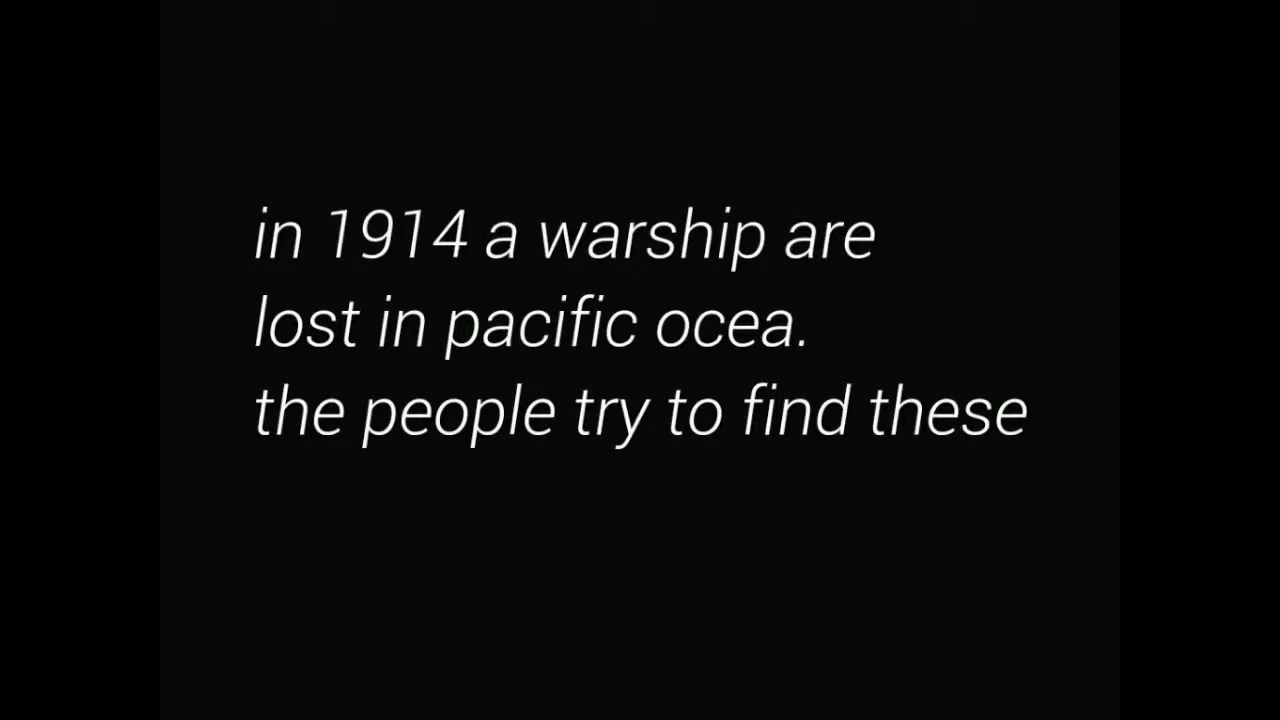 in 1914 a warship are
lost in pacific ocea.
the people try to find these